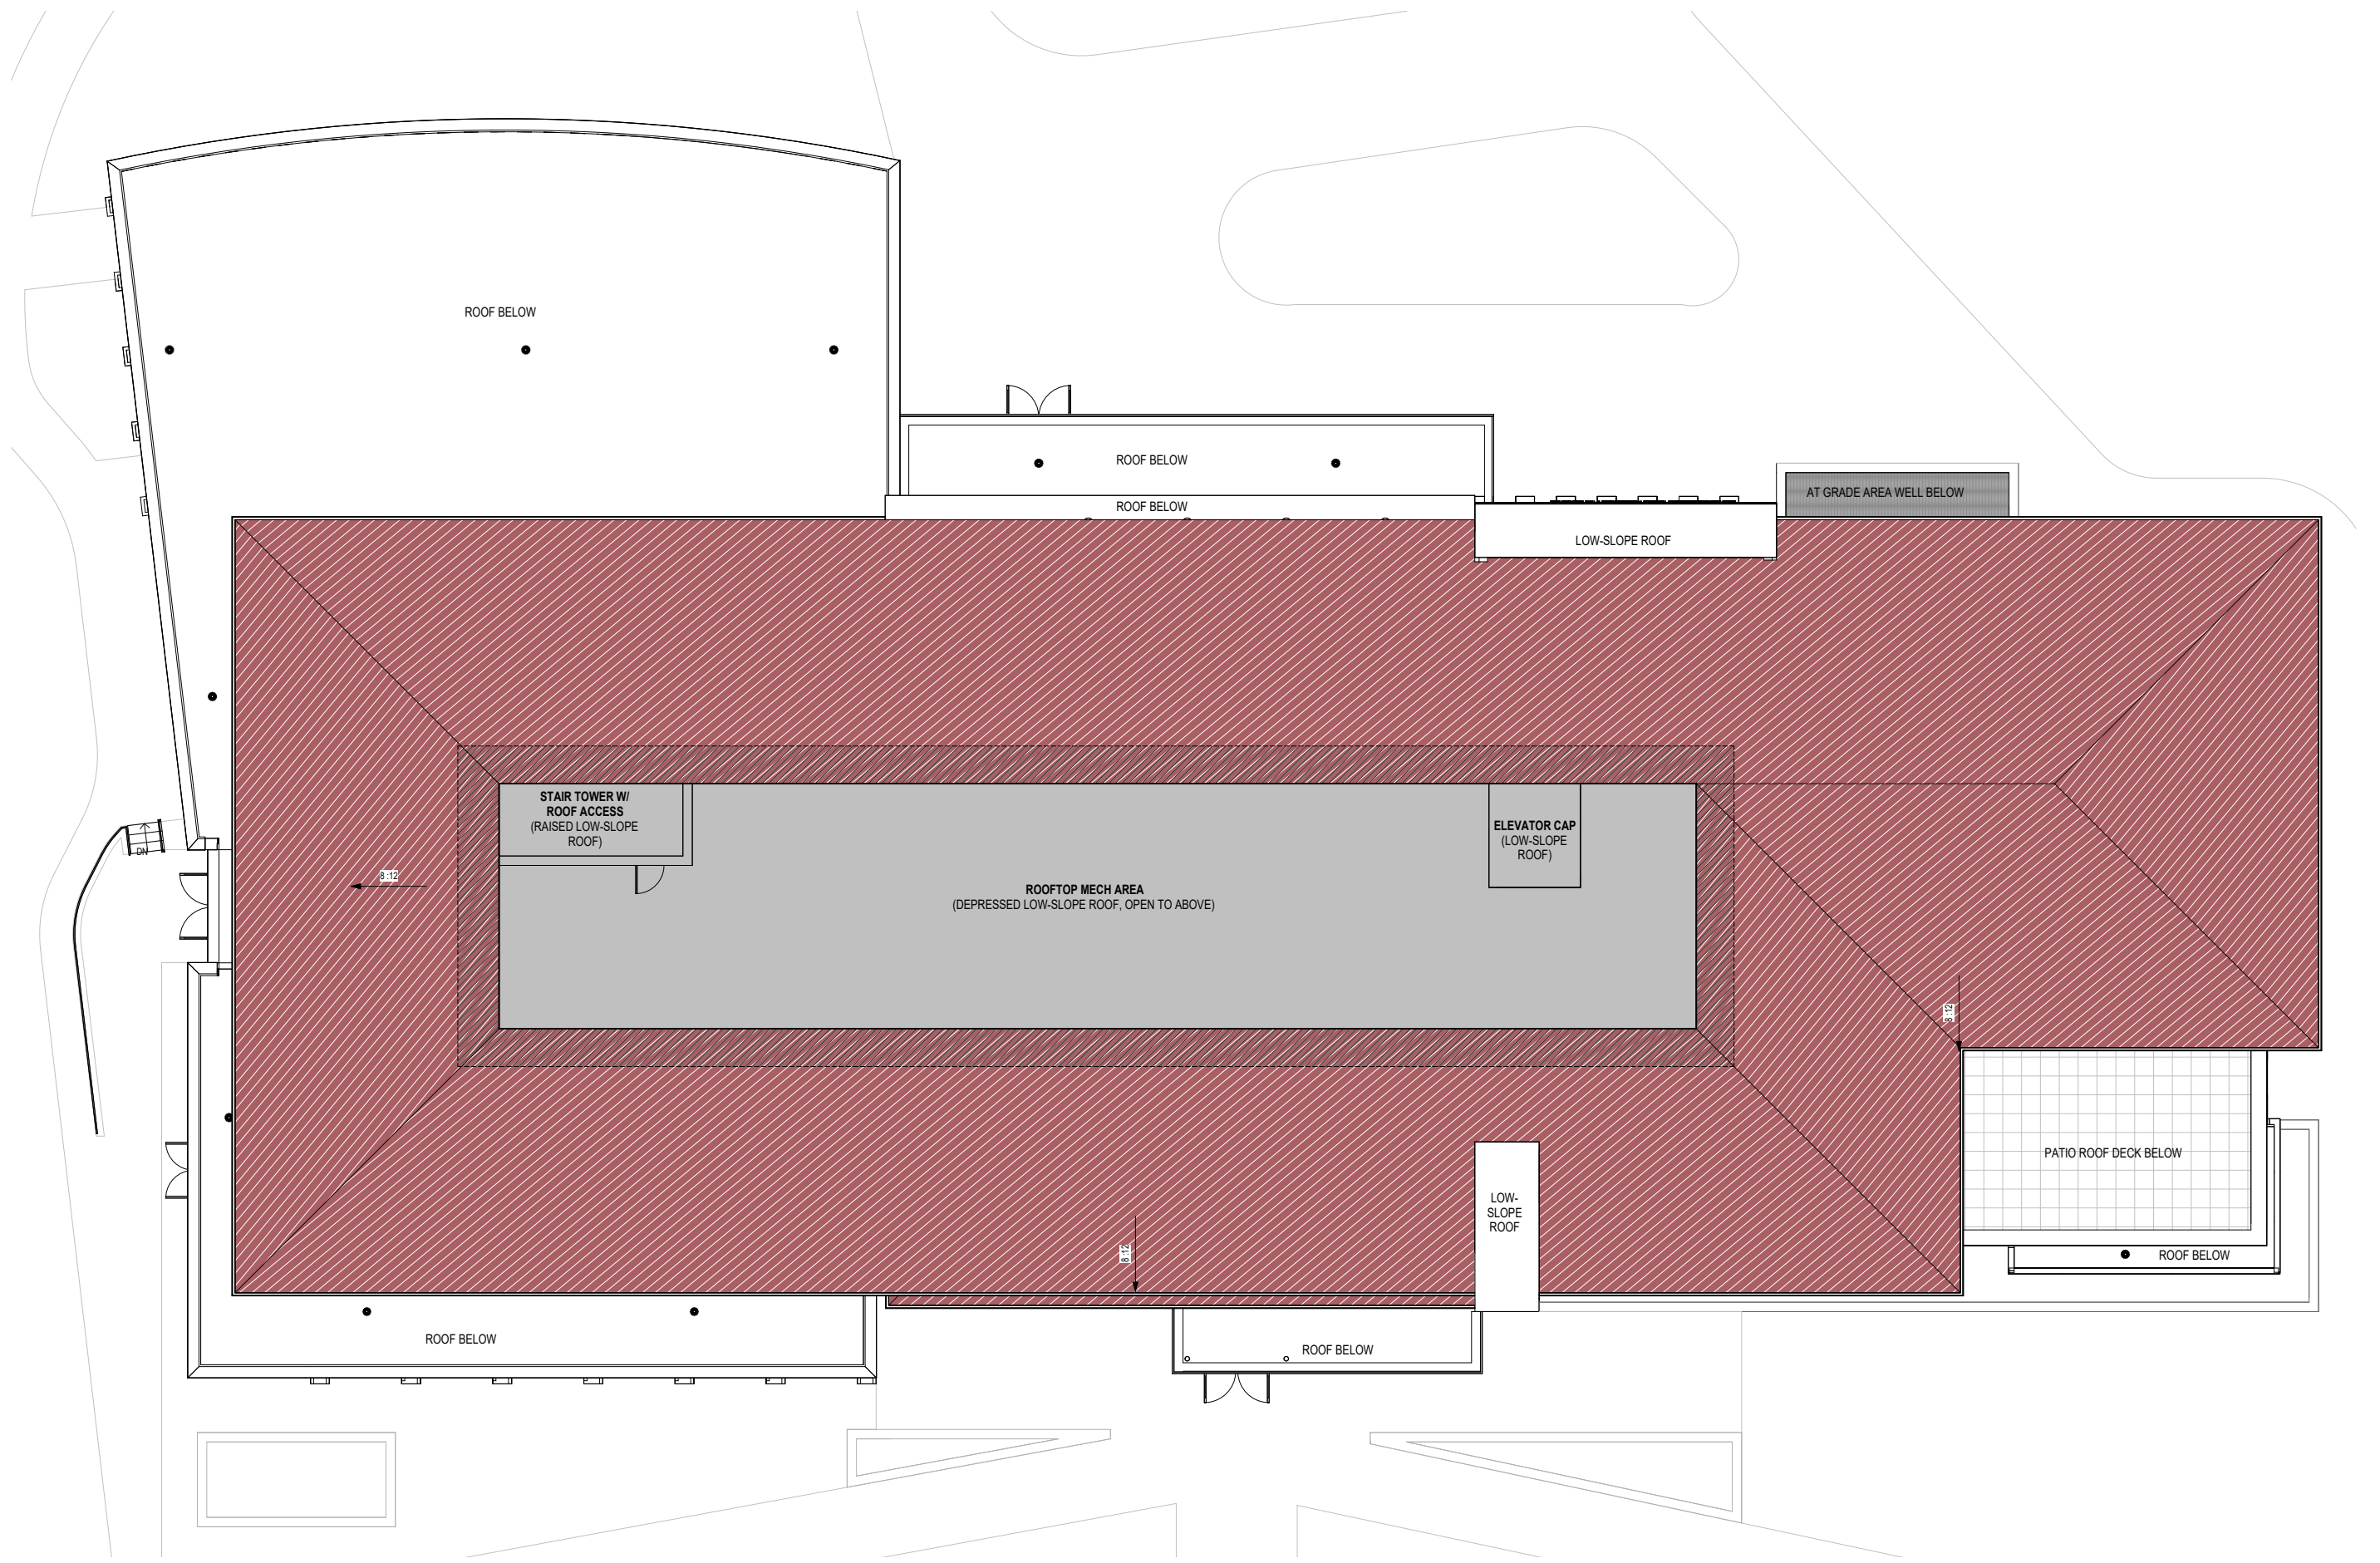 ROOF BELOW
ROOF BELOW
ROOF BELOW
AT GRADE AREA WELL BELOW
LOW-SLOPE ROOF
STAIR TOWER W/
ROOF ACCESS
(RAISED LOW-SLOPE
ROOF)
ELEVATOR CAP
(LOW-SLOPE
ROOF)
DN
8 :12
ROOFTOP MECH AREA
(DEPRESSED LOW-SLOPE ROOF, OPEN TO ABOVE)
8 :12
PATIO ROOF DECK BELOW
LOW-
SLOPE
ROOF
8 :12
ROOF BELOW
ROOF BELOW
ROOF BELOW